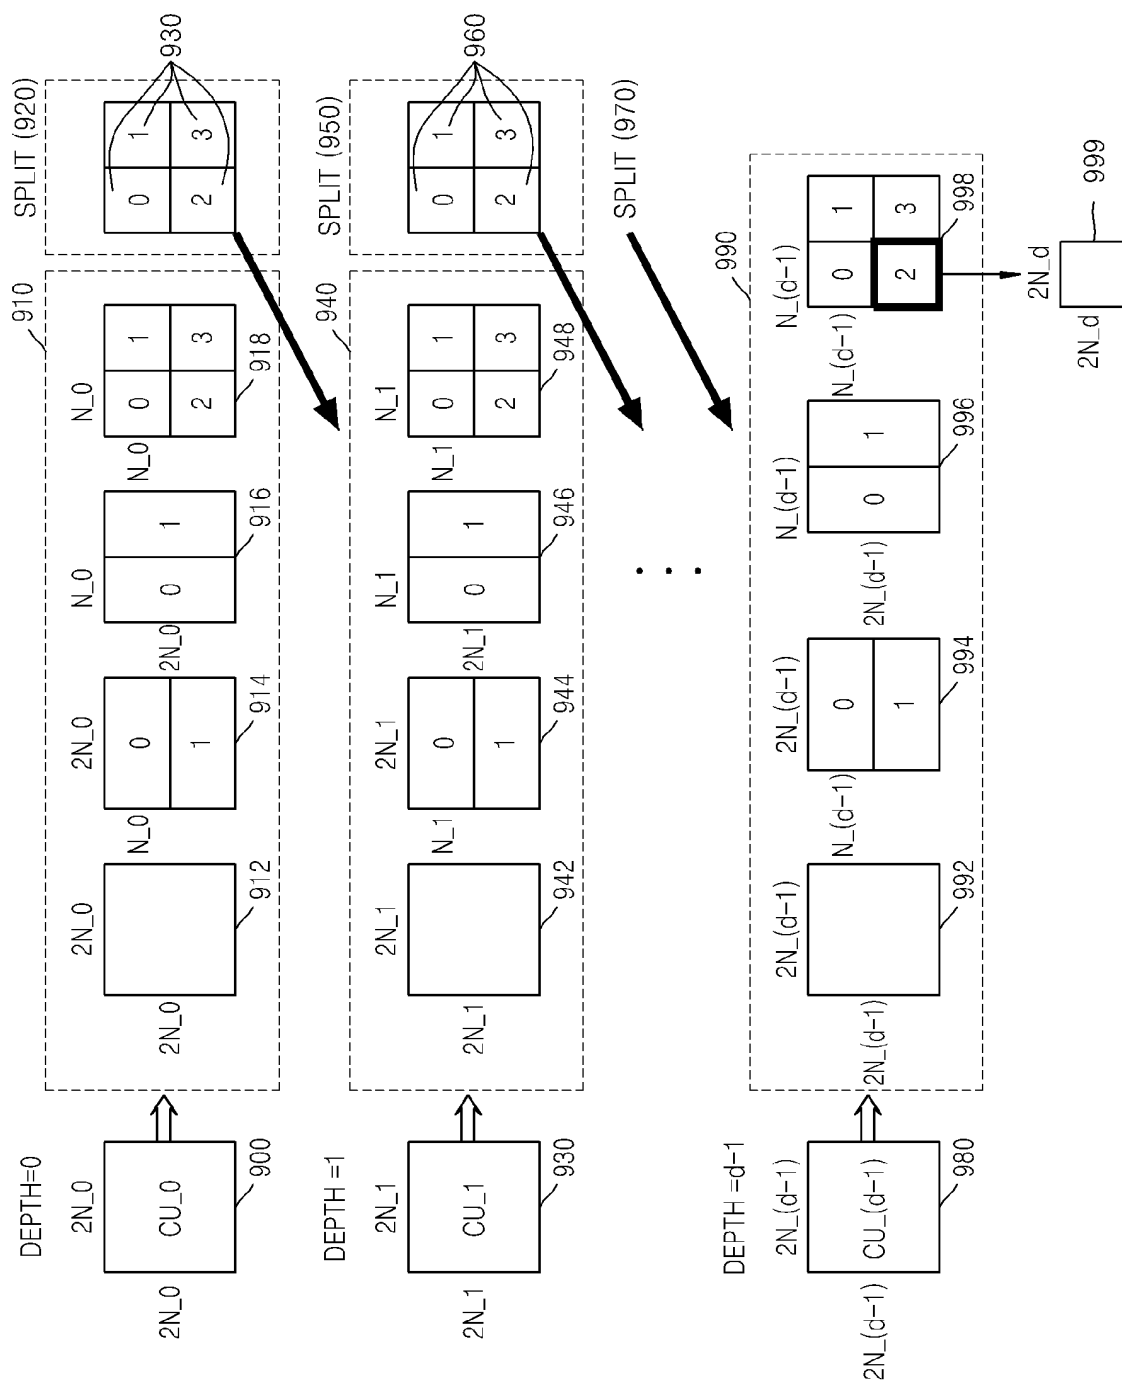 DEPTH=0
2N_0
2N_0
CU_0
900
910
2N_0
2N_0
912
2N_0
N_0
0
1
914
N_0
2N_0
0
1
916
N_0
N_0
0
1
2
3
918
SPLIT (920)
0
1
2
3
930
DEPTH =1
2N_1
2N_1
CU_1
930
940
2N_1
2N_1
942
2N_1
N_1
0
1
944
N_1
2N_1
0
1
946
N_1
N_1
0
1
2
3
948
SPLIT (950)
0
1
2
3
960
SPLIT (970)
DEPTH =d-1
2N_(d-1)
2N_(d-1)
CU_(d-1)
980
990
2N_(d-1)
2N_(d-1)
992
2N_(d-1)
N_(d-1)
0
1
994
N_(d-1)
2N_(d-1)
0
1
996
N_(d-1)
N_(d-1)
0
1
2
3
998
2N_d
2N_d
999